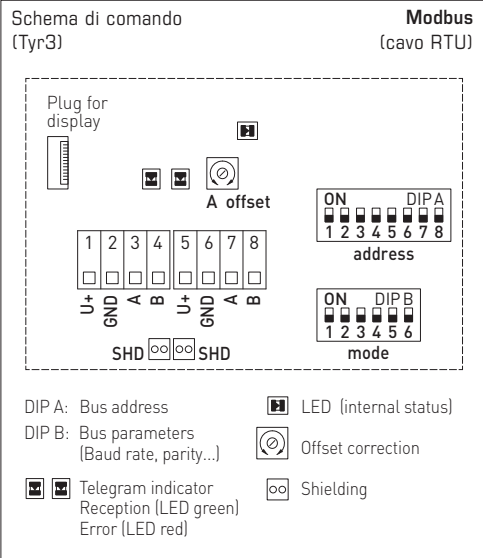 Schema di comando
(Tyr3)
Modbus
(cavo RTU)
Plug for
display
A offset
ON DIP A
1 2 3 4 5 6 7 8
address
1 2 3 4 5 6 7 8
U+ GND A B U+ GND A B
ON DIP B
1 2 3 4 5 6
mode
SHD SHD
DIP A: Bus address
DIP B: Bus parameters
(Baud rate, parity...)
Telegram indicator
Reception (LED green)
Error (LED red)
LED (internal status)
Offset correction
Shielding